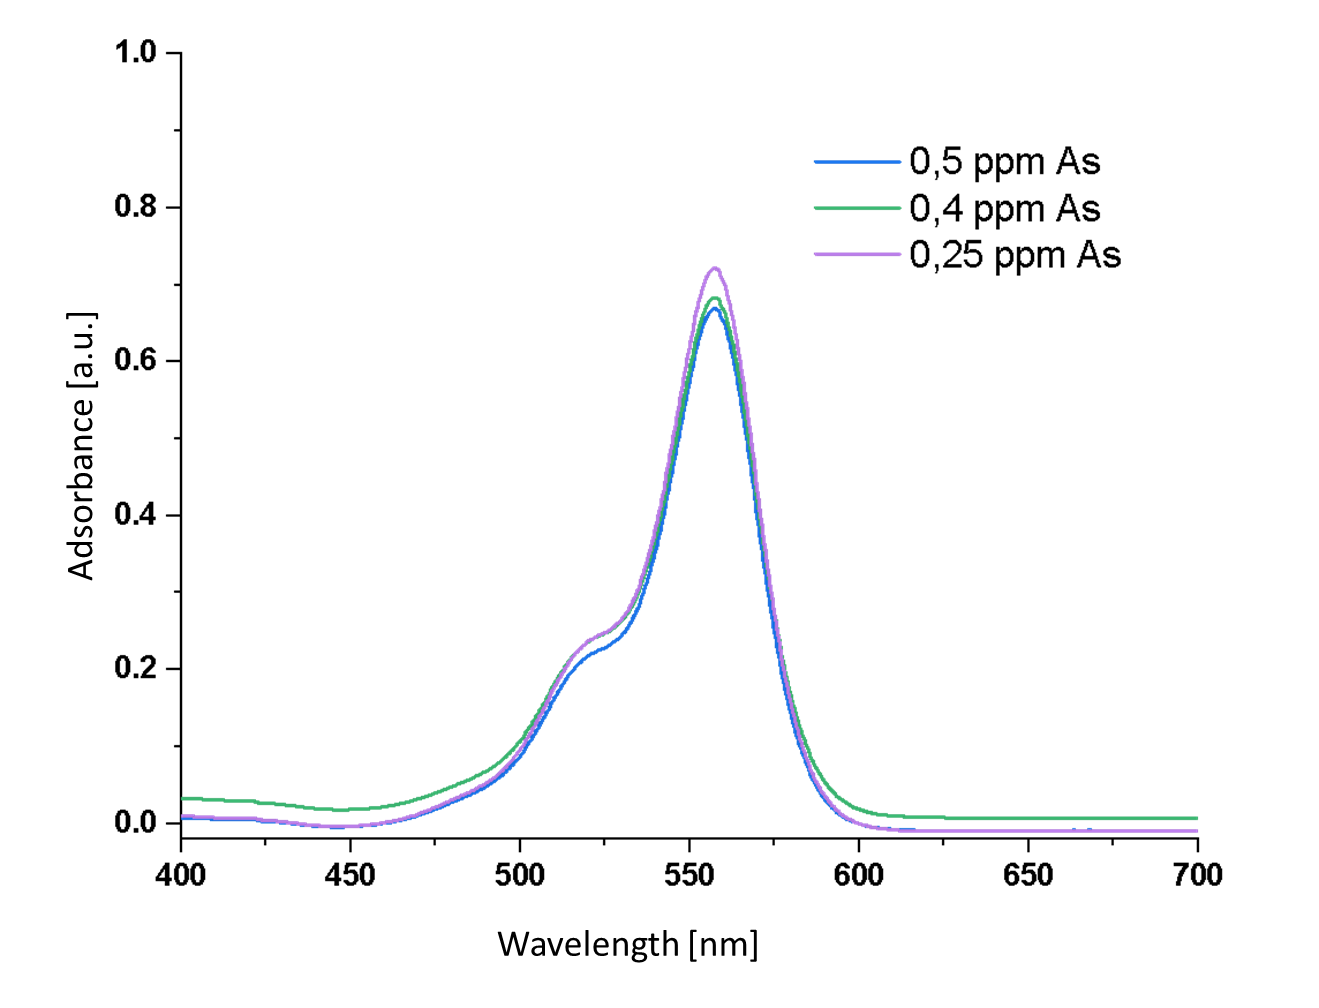 1.0
0.8
0.6
0.4
0.2
0.0
Adsorbance [a.u.]
0,5 ppm As
0,4 ppm As
0,25 ppm As
400 450 500 550 600 650 700
Wavelength [nm]